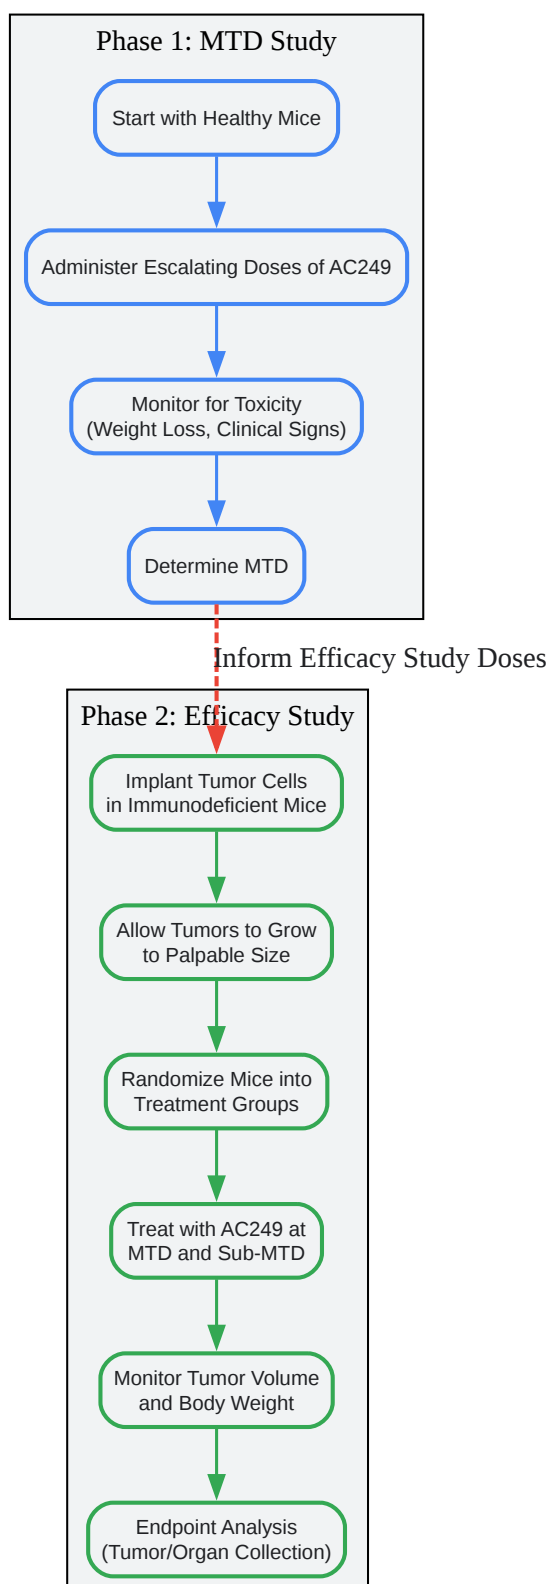 Phase 1: MTD Study
Start with Healthy Mice
Administer Escalating Doses of AC249
Monitor for Toxicity
(Weight Loss, Clinical Signs)
Determine MTD
Inform Efficacy Study Doses
Phase 2: Efficacy Study
Implant Tumor Cells
in Immunodeficient Mice
Allow Tumors to Grow
to Palpable Size
Randomize Mice into
Treatment Groups
Treat with AC249 at
MTD and Sub-MTD
Monitor Tumor Volume
and Body Weight
Endpoint Analysis
(Tumor/Organ Collection)